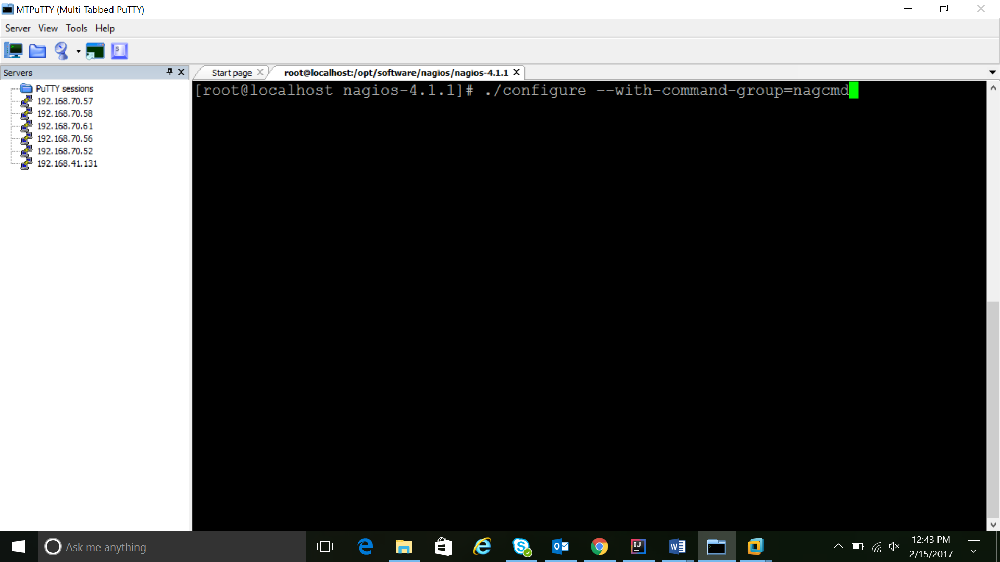 MTPuTTY (Multi-Tabbed PuTTY)
Server View Tools Help
Servers
PuTTY sessions
192.168.70.57
192.168.70.58
192.168.70.61
192.168.70.56
192.168.70.52
192.168.41.131
Start page
root@localhost:/opt/software/nagios/nagios-4.1.1
[root@localhost nagios-4.1.1]# ./configure --with-command-group=nagcmd
Ask me anything
12:43 PM
2/15/2017